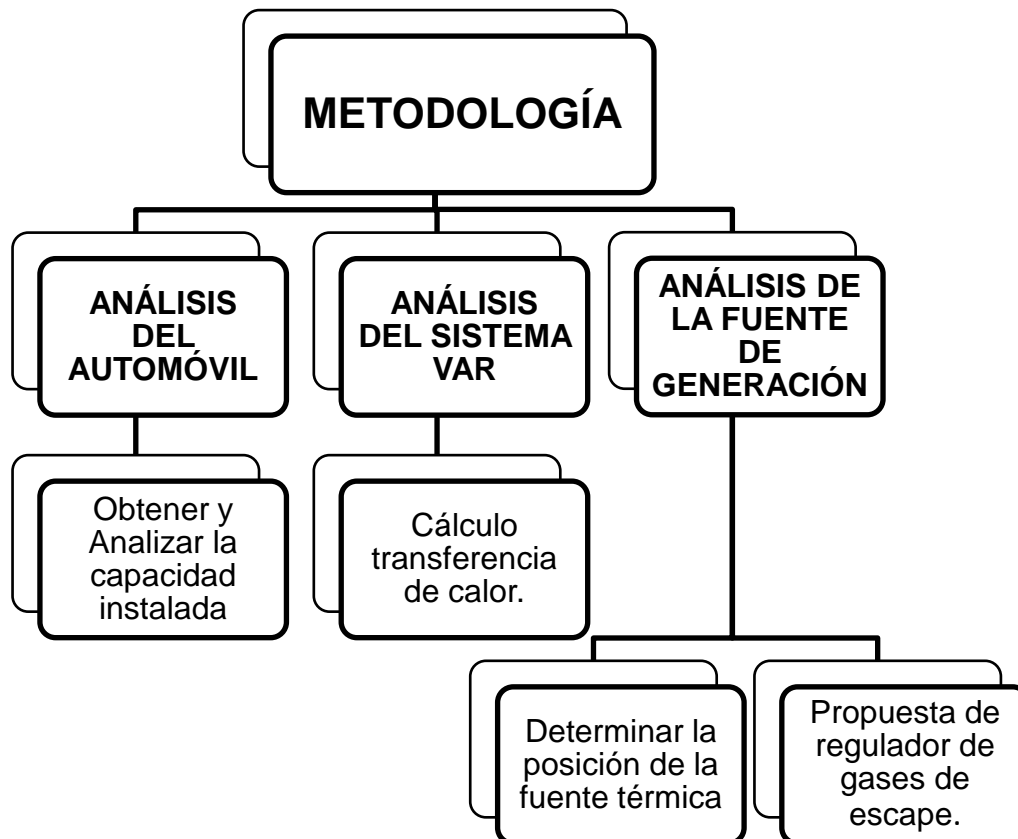 METODOLOGÍA
ANÁLISIS
DEL
AUTOMÓVIL
ANÁLISIS
DEL SISTEMA
VAR
ANÁLISIS DE
LA FUENTE
DE
GENERACIÓN
Obtener y
Analizar la
capacidad
instalada
Cálculo
transferencia
de calor.
Determinar la
posición de la
fuente térmica
Propuesta de
regulador de
gases de
escape.